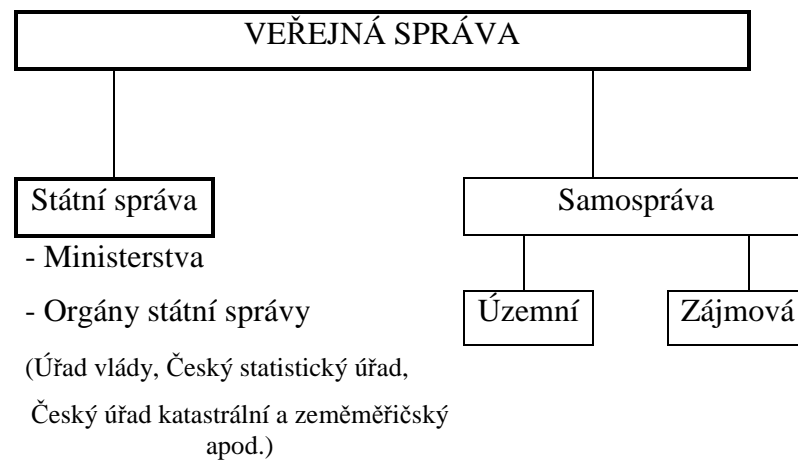 VEŘEJNÁ SPRÁVA
Státní správa
Samospráva
- Ministerstva
- Orgány státní správy
Územní
Zájmová
(Úřad vlády, Český statistický úřad,
Český úřad katastrální a zeměměřičský
apod.)